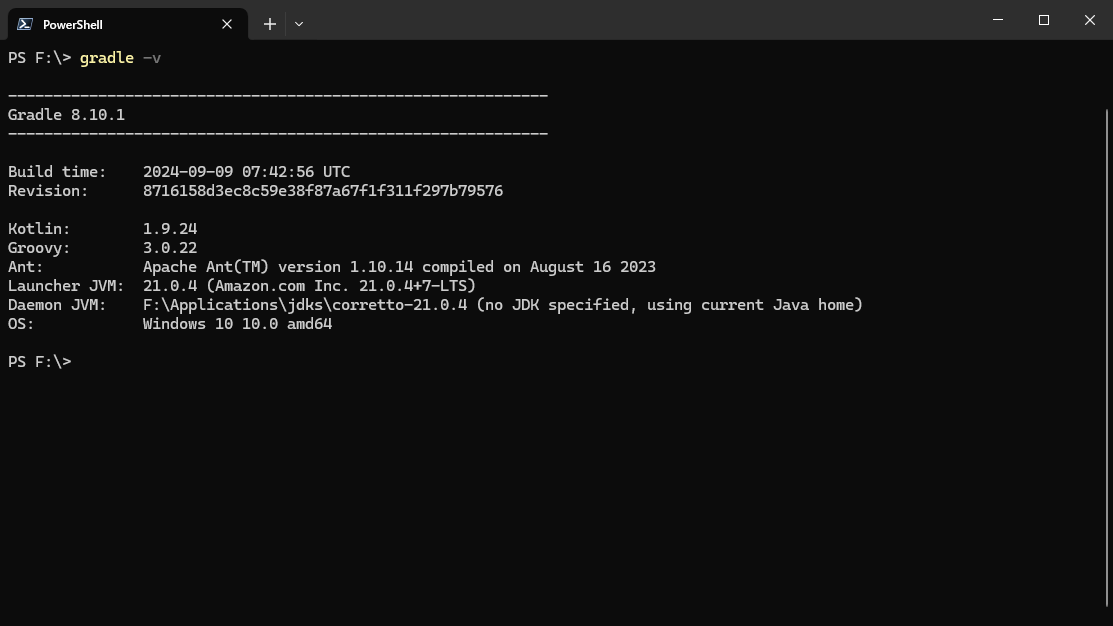 PowerShell
PS F:\> gradle -v
------------------------------------------------------------
Gradle 8.10.1
------------------------------------------------------------
Build time:    2024-09-09 07:42:56 UTC
Revision:      8716158d3ec8c59e38f87a67f1f311f297b79576
Kotlin:        1.9.24
Groovy:        3.0.22
Ant:           Apache Ant(TM) version 1.10.14 compiled on August 16 2023
Launcher JVM:  21.0.4 (Amazon.com Inc. 21.0.4+7-LTS)
Daemon JVM:    F:\Applications\jdks\corretto-21.0.4 (no JDK specified, using current Java home)
OS:            Windows 10 10.0 amd64
PS F:\>